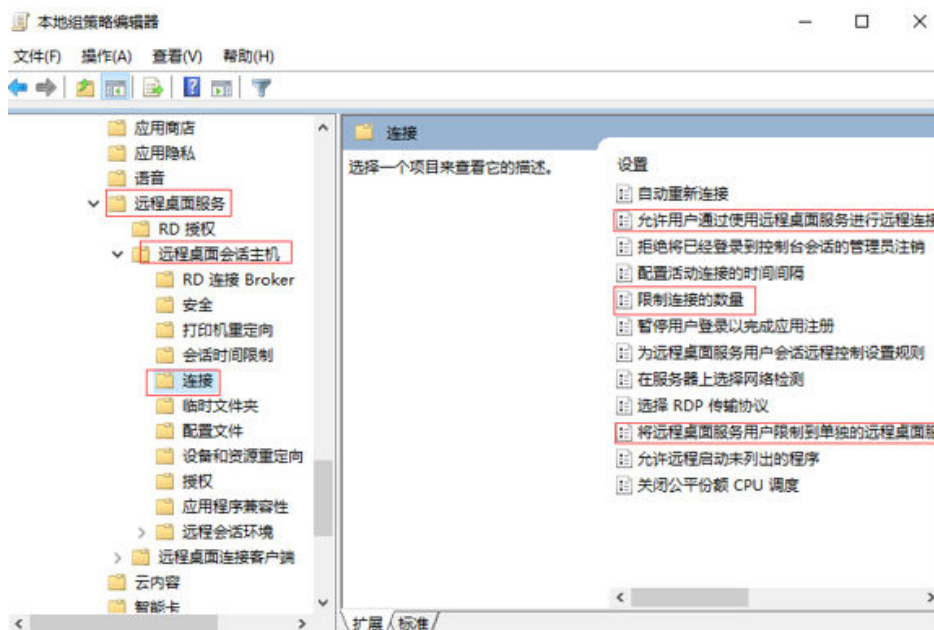 本地组策略编辑器
文件(F) 操作(A) 查看(V) 帮助(H)
应用商店
应用隐私
语音
远程桌面服务
RD 授权
远程桌面会话主机
RD 连接 Broker
安全
打印机重定向
会话时间限制
连接
临时文件夹
配置文件
设备和资源重定向
授权
应用程序兼容性
远程会话环境
远程桌面连接客户端
云内容
智能卡
连接
选择一个项目来查看它的描述。
设置
自动重新连接
允许用户通过使用远程桌面服务进行远程连接
拒绝将已经登录到控制台会话的管理员注销
配置活动连接的时间间隔
限制连接的数量
暂停用户登录以完成应用注册
为远程桌面服务用户会话远程控制设置规则
在服务器上选择网络检测
选择 RDP 传输协议
将远程桌面服务用户限制到单独的远程桌面服
允许远程启动未列出的程序
关闭公平份额 CPU 调度
扩展 标准